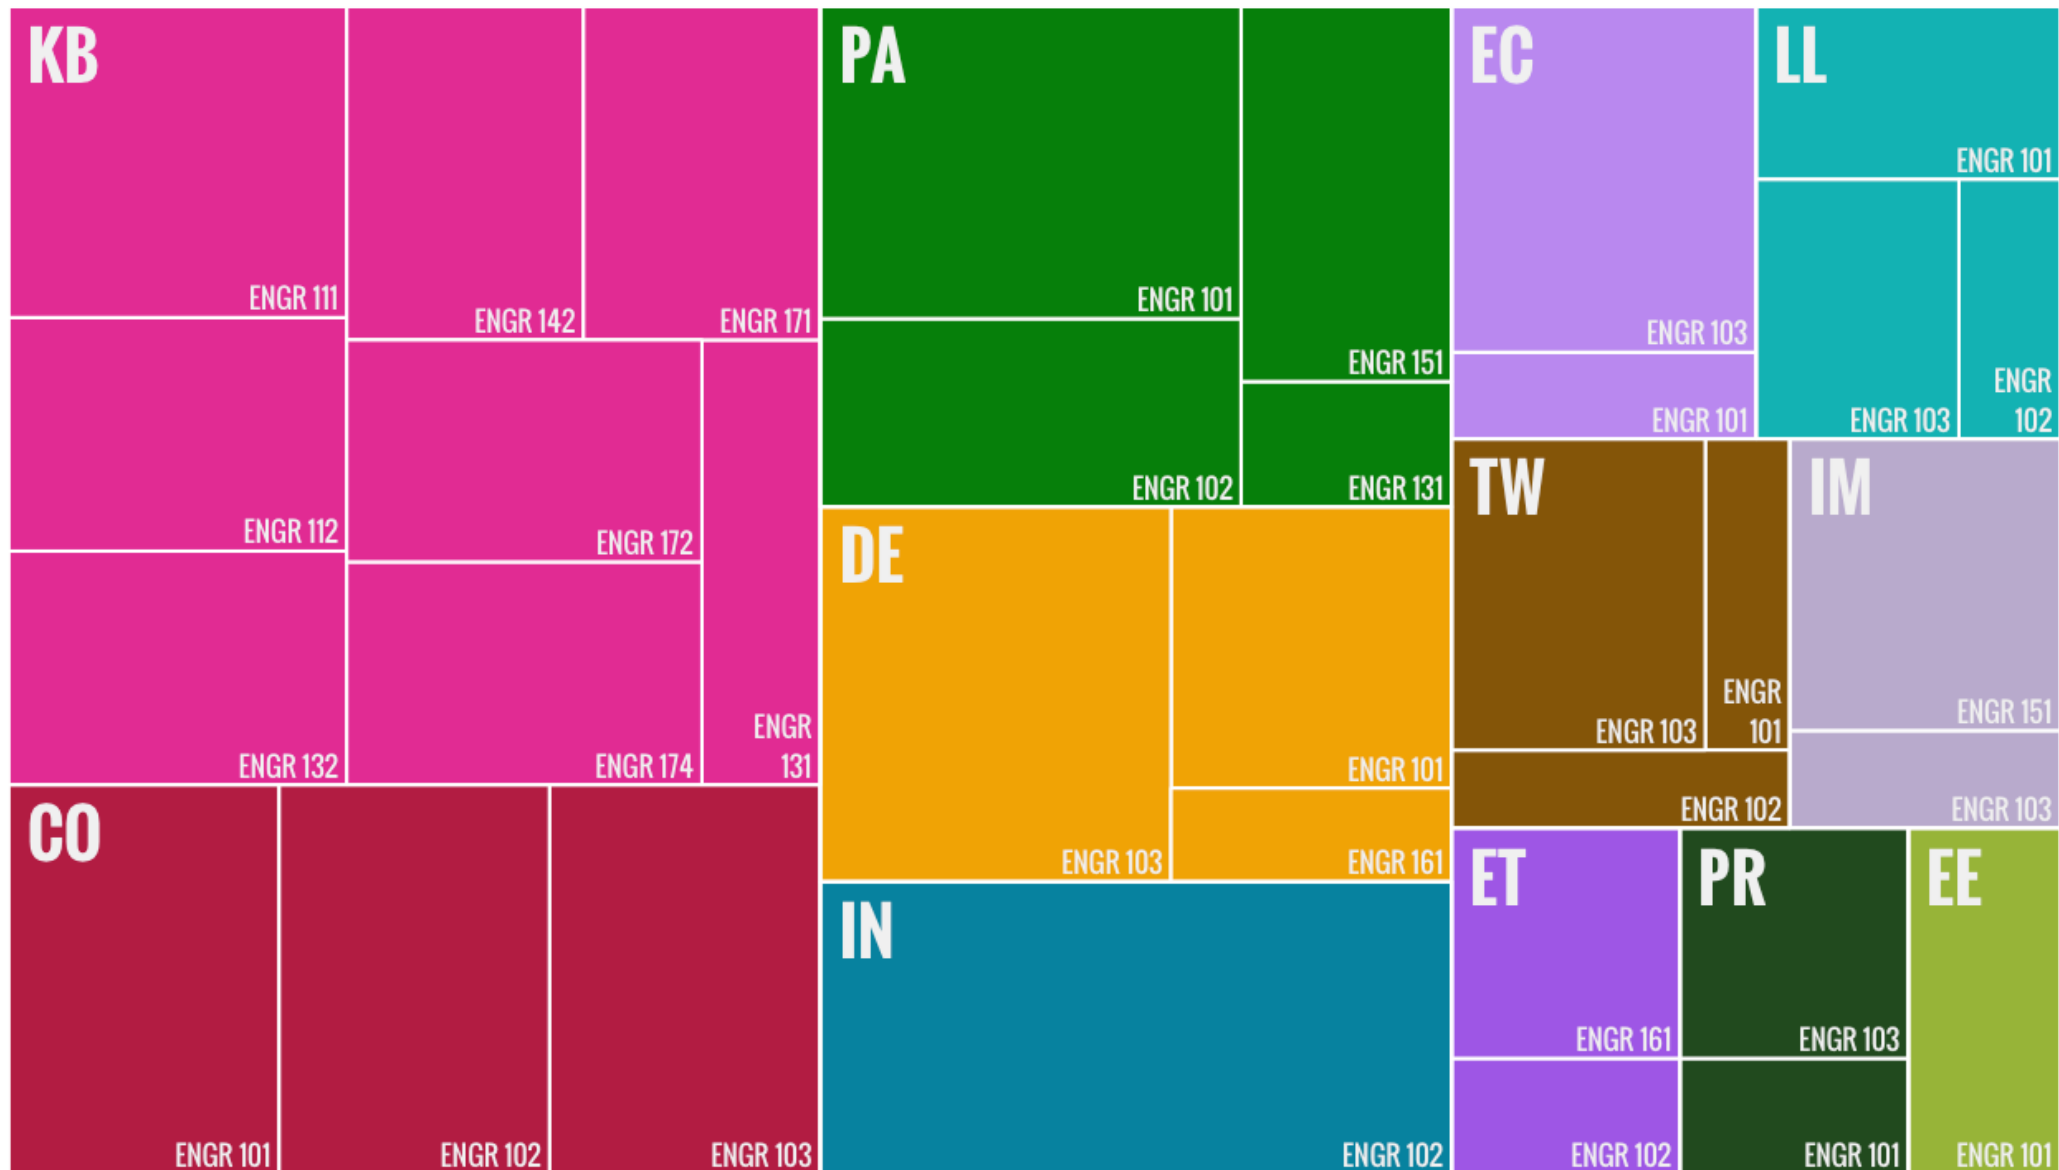 KB
ENGR 111
ENGR 142
ENGR 171
ENGR 112
ENGR 172
ENGR 132
ENGR 174
ENGR
131
CO
ENGR 101
ENGR 102
ENGR 103
PA
ENGR 101
ENGR 151
ENGR 102
ENGR 131
DE
ENGR 103
ENGR 101
ENGR 161
IN
ENGR 102
EC
ENGR 103
ENGR 101
LL
ENGR 101
ENGR 103
ENGR
102
TW
ENGR 103
ENGR
101
ENGR 102
IM
ENGR 151
ENGR 103
ET
ENGR 161
ENGR 102
PR
ENGR 103
ENGR 101
EE
ENGR 101